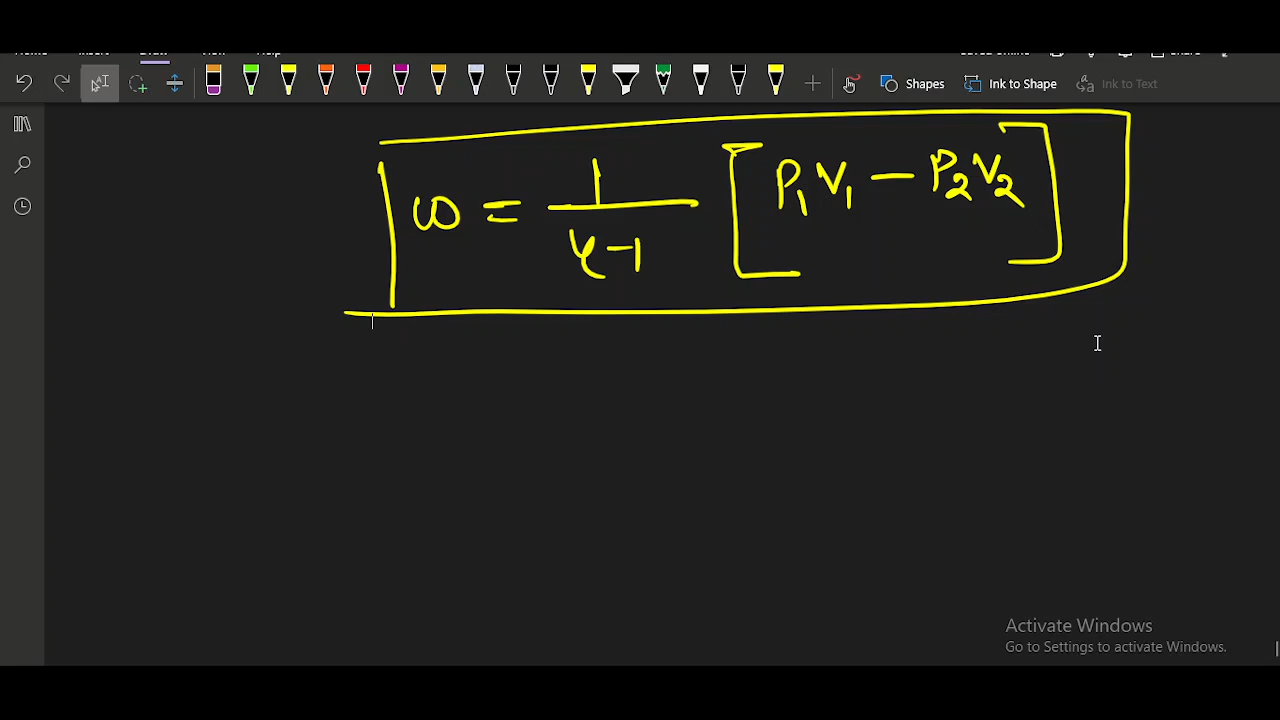 Shapes
Ink to Shape
Ink to Text
ω = 1/γ-1 [P₁V₁ - P₂V₂]
Activate Windows
Go to Settings to activate Windows.